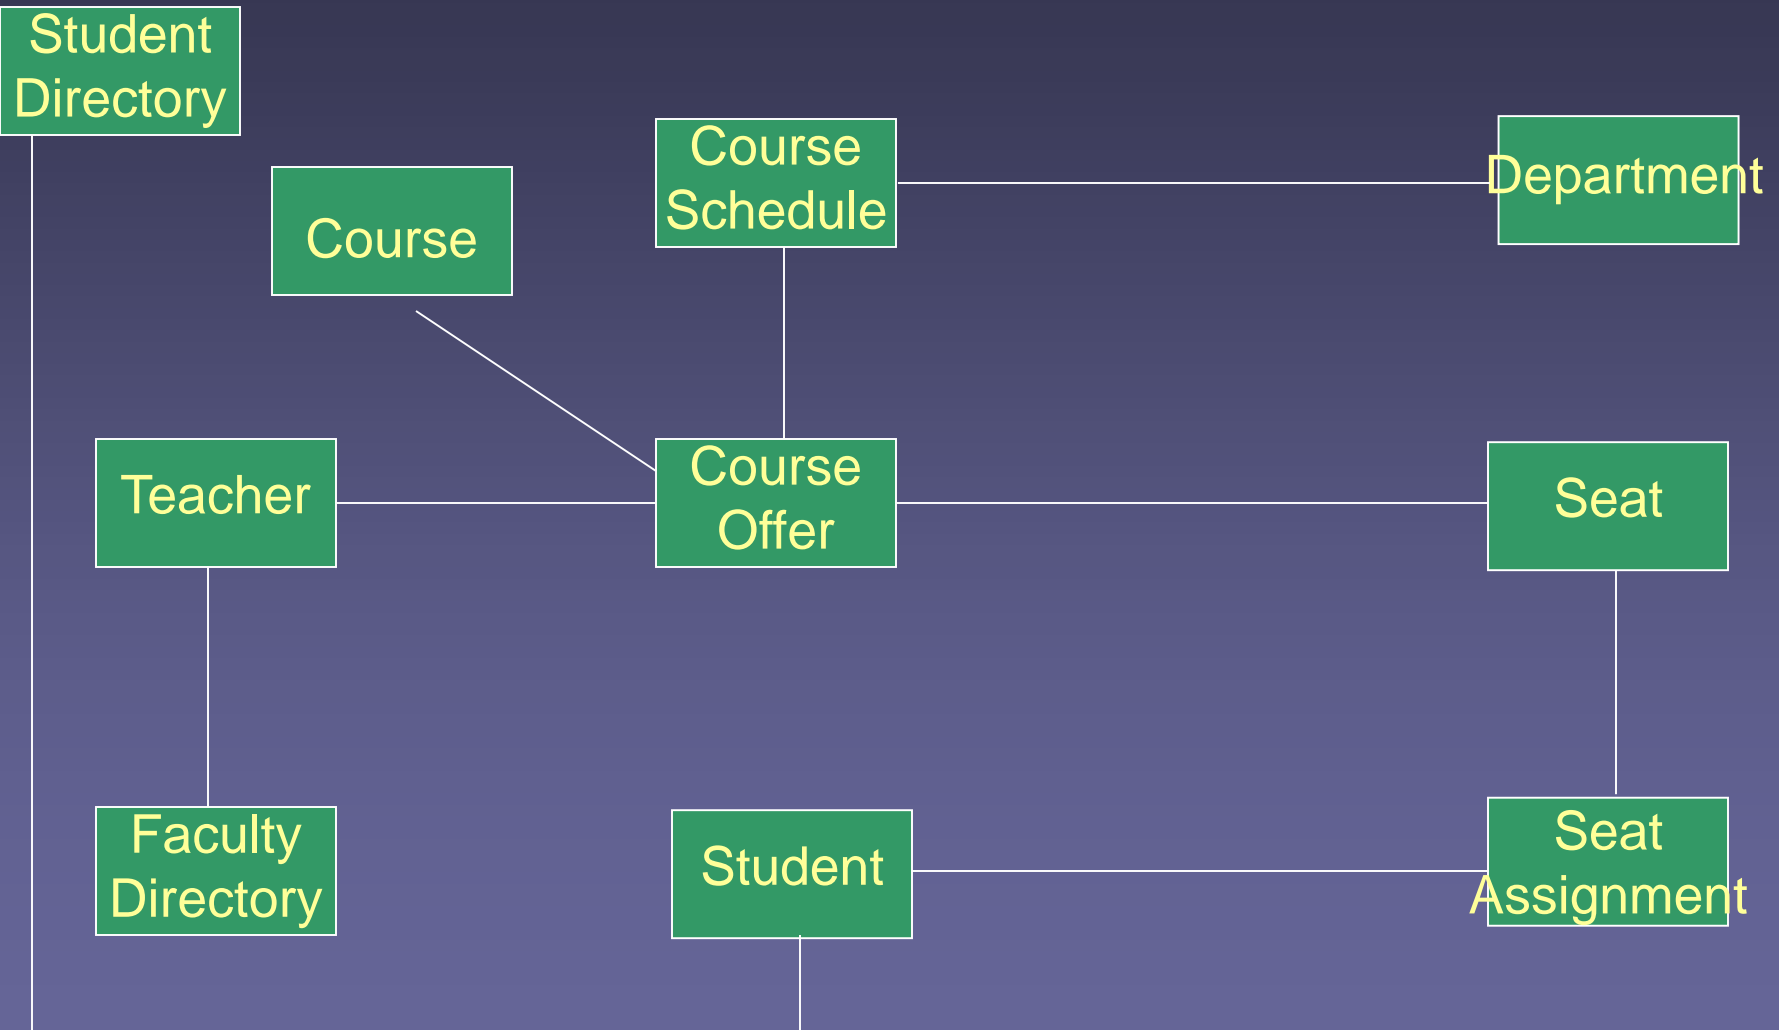 Student
Directory
Course
Schedule
Department
Course
Teacher
Course
Offer
Seat
Faculty
Directory
Student
Seat
Assignment